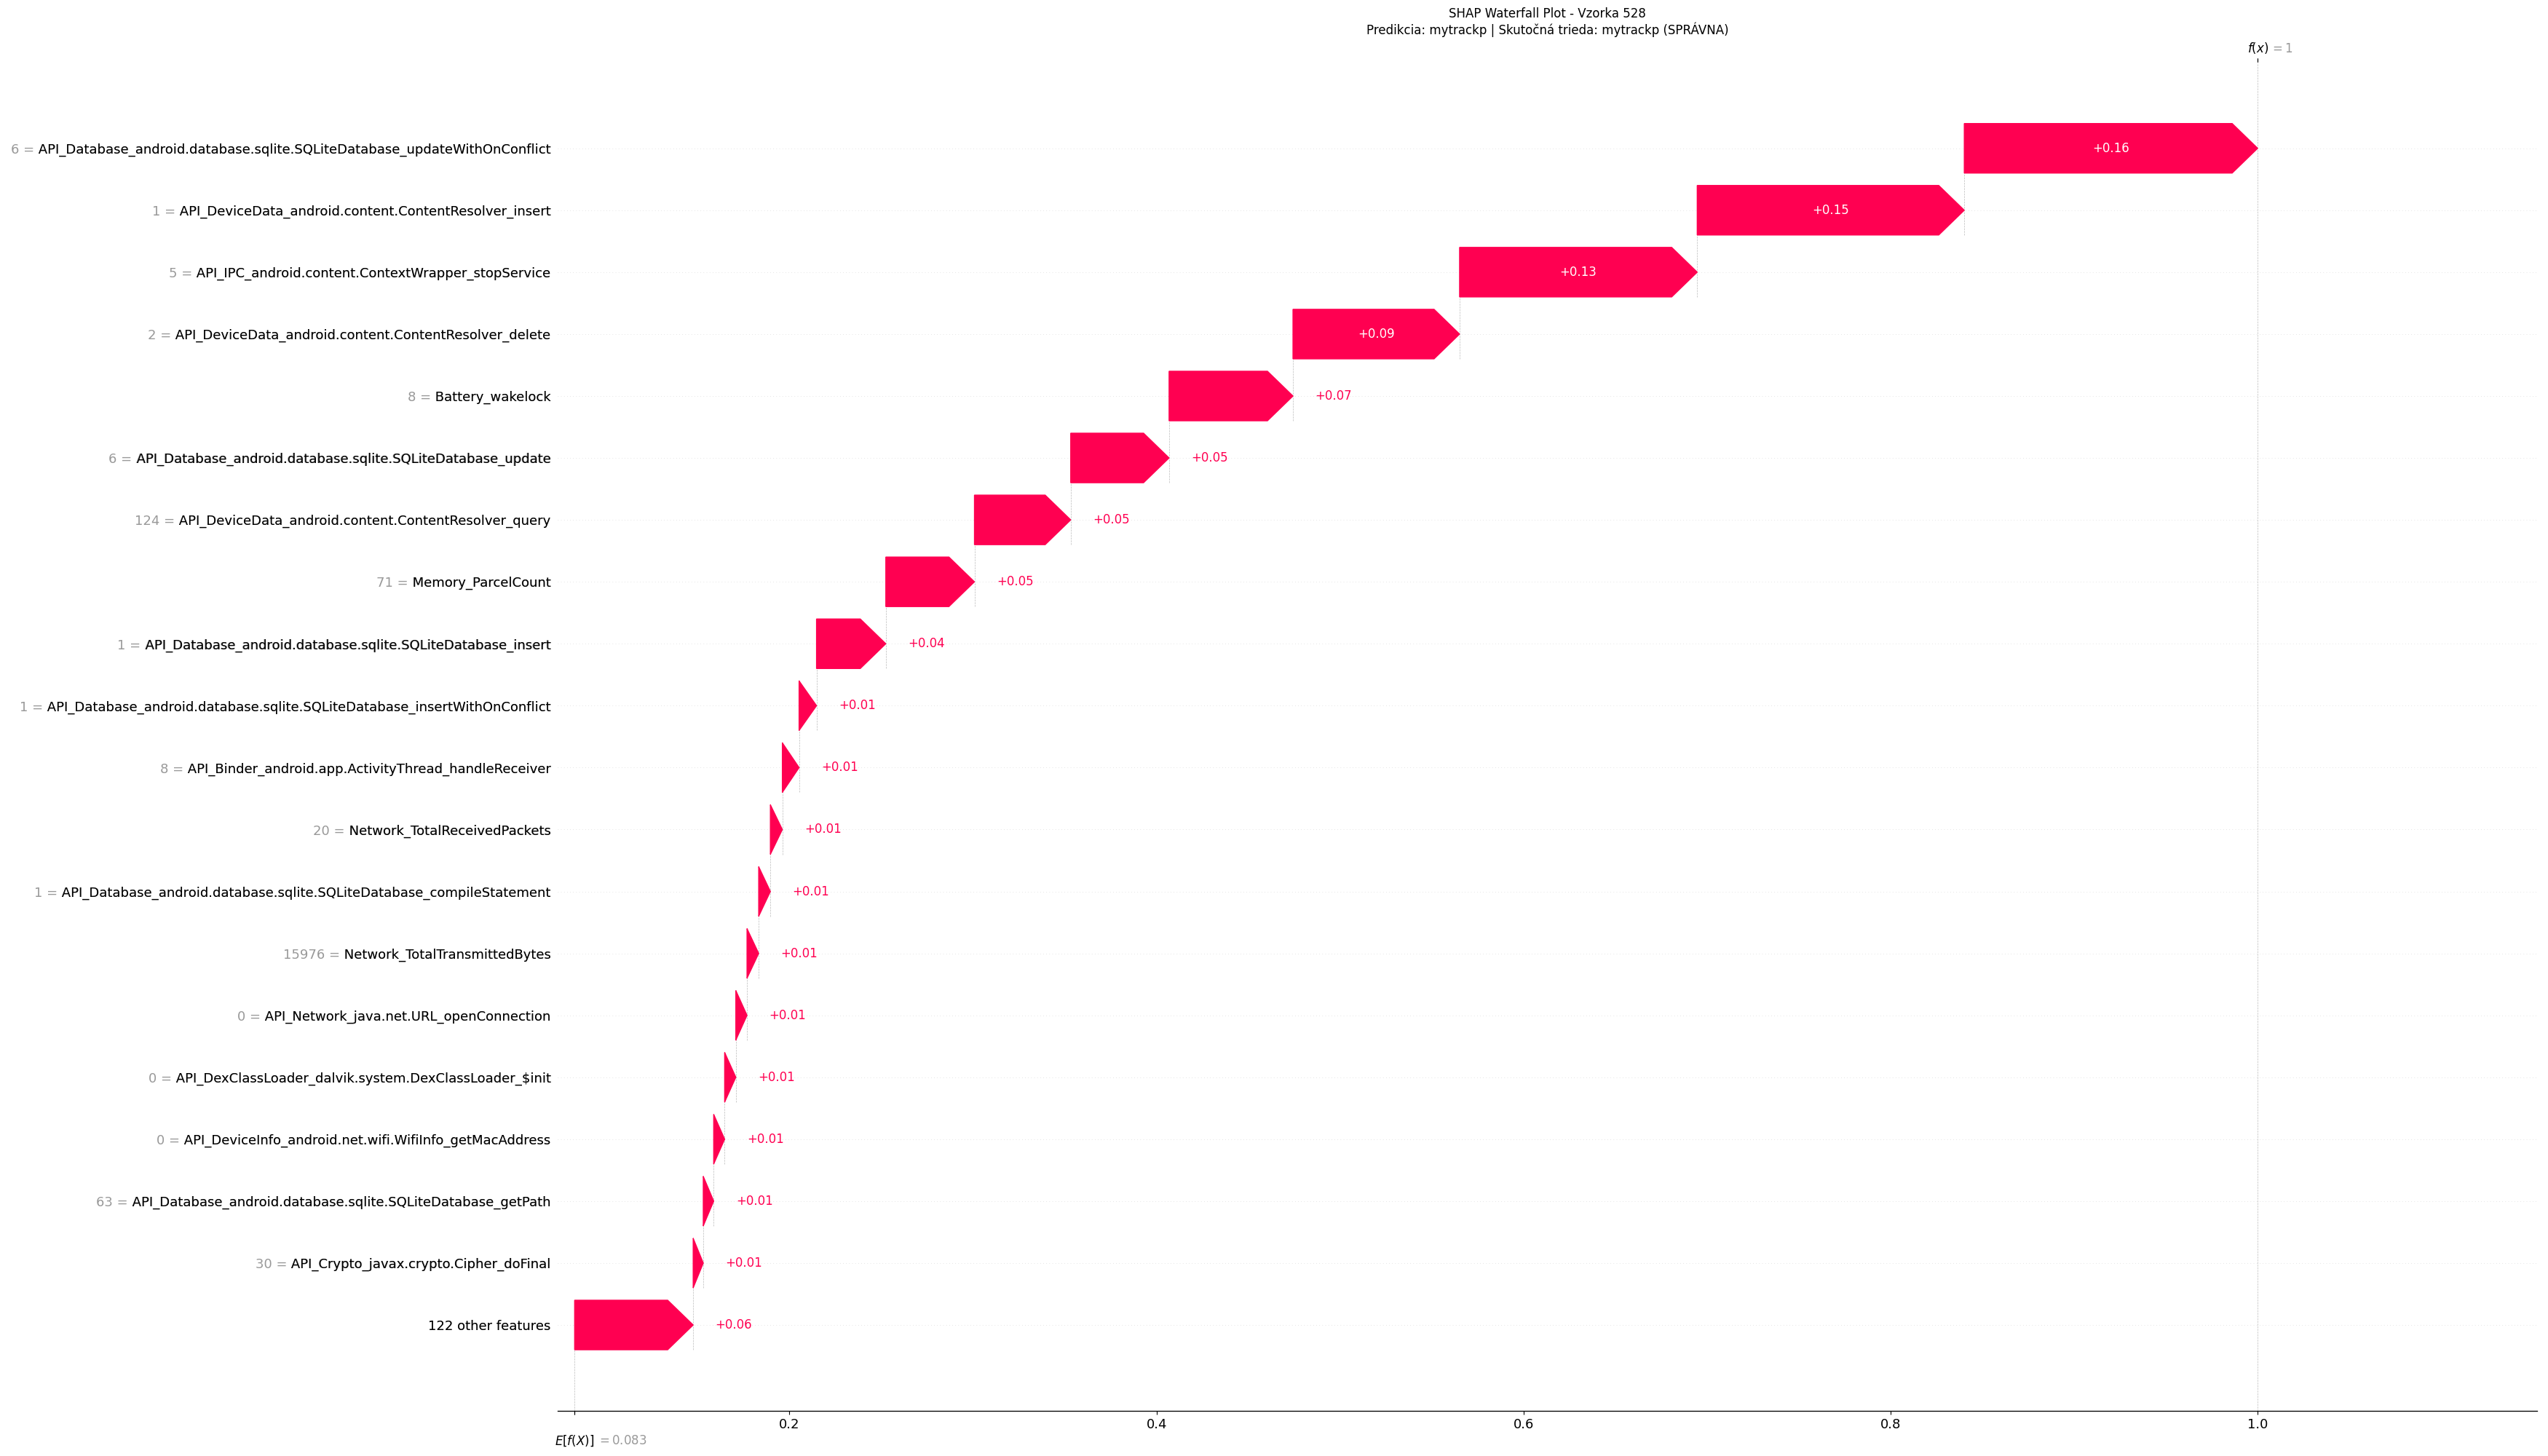 SHAP Waterfall Plot - Vzorka 528
Predikcia: mytrackp | Skutočná trieda: mytrackp (SPRÁVNA)
f(x) = 1
6 = API_Database_android.database.sqlite.SQLiteDatabase_updateWithOnConflict
+0.16
1 = API_DeviceData_android.content.ContentResolver_insert
+0.15
5 = API_IPC_android.content.ContextWrapper_stopService
+0.13
2 = API_DeviceData_android.content.ContentResolver_delete
+0.09
8 = Battery_wakelock
+0.07
6 = API_Database_android.database.sqlite.SQLiteDatabase_update
+0.05
124 = API_DeviceData_android.content.ContentResolver_query
+0.05
71 = Memory_ParcelCount
+0.05
1 = API_Database_android.database.sqlite.SQLiteDatabase_insert
+0.04
1 = API_Database_android.database.sqlite.SQLiteDatabase_insertWithOnConflict
+0.01
8 = API_Binder_android.app.ActivityThread_handleReceiver
+0.01
20 = Network_TotalReceivedPackets
+0.01
1 = API_Database_android.database.sqlite.SQLiteDatabase_compileStatement
+0.01
15976 = Network_TotalTransmittedBytes
+0.01
0 = API_Network_java.net.URL_openConnection
+0.01
0 = API_DexClassLoader_dalvik.system.DexClassLoader_$init
+0.01
0 = API_DeviceInfo_android.net.wifi.WifiInfo_getMacAddress
+0.01
63 = API_Database_android.database.sqlite.SQLiteDatabase_getPath
+0.01
30 = API_Crypto_javax.crypto.Cipher_doFinal
+0.01
122 other features
+0.06
0.2 0.4 0.6 0.8 1.0
E[f(X)] = 0.083